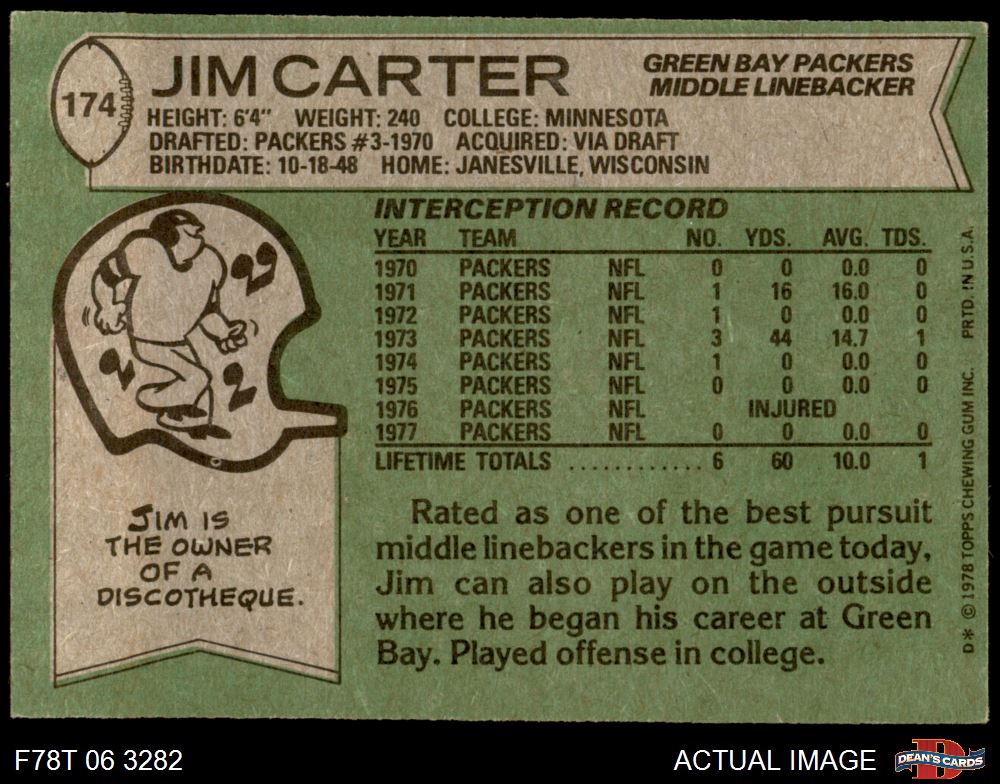 174
JIM CARTER
GREEN BAY PACKERS
MIDDLE LINEBACKER
HEIGHT: 6'4" WEIGHT: 240 COLLEGE: MINNESOTA
DRAFTED: PACKERS #3-1970 ACQUIRED: VIA DRAFT
BIRTHDATE: 10-18-48 HOME: JANESVILLE, WISCONSIN
INTERCEPTION RECORD
YEAR TEAM NO. YDS. AVG. TDS.
1970 PACKERS NFL 0 0 0.0 0
1971 PACKERS NFL 1 16 16.0 0
1972 PACKERS NFL 1 0 0.0 0
1973 PACKERS NFL 3 44 14.7 1
1974 PACKERS NFL 1 0 0.0 0
1975 PACKERS NFL 0 0 0.0 0
1976 PACKERS NFL INJURED
1977 PACKERS NFL 0 0 0.0 0
LIFETIME TOTALS ............ 6 60 10.0 1
JIM IS
THE OWNER
OF A
DISCOTHEQUE.
Rated as one of the best pursuit
middle linebackers in the game today,
Jim can also play on the outside
where he began his career at Green
Bay. Played offense in college.
D* © 1978 TOPPS CHEWING GUM INC. PRTD. IN U.S.A.
F78T 06 3282
ACTUAL IMAGE
DEAN'S CARDS